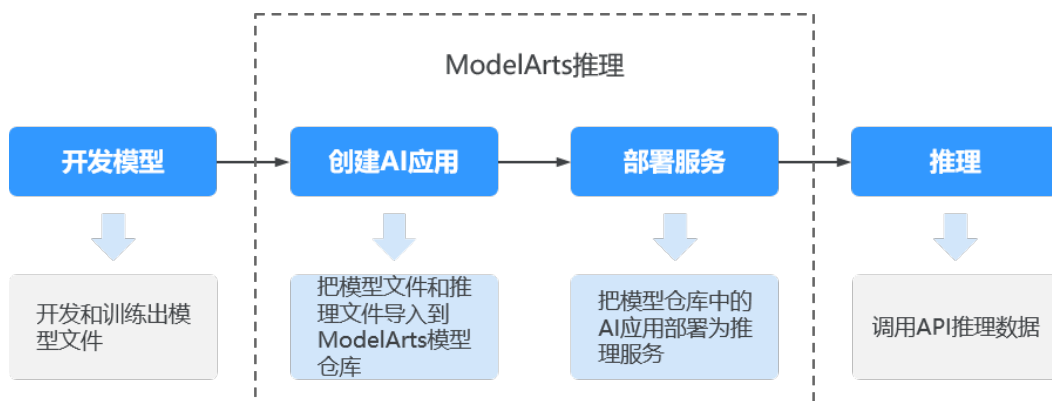 ModelArts推理
开发模型
创建AI应用
部署服务
推理
开发和训练出模
型文件
把模型文件和推
理文件导入到
ModelArts模型
仓库
把模型仓库中的
AI应用部署为推
理服务
调用API推理数据